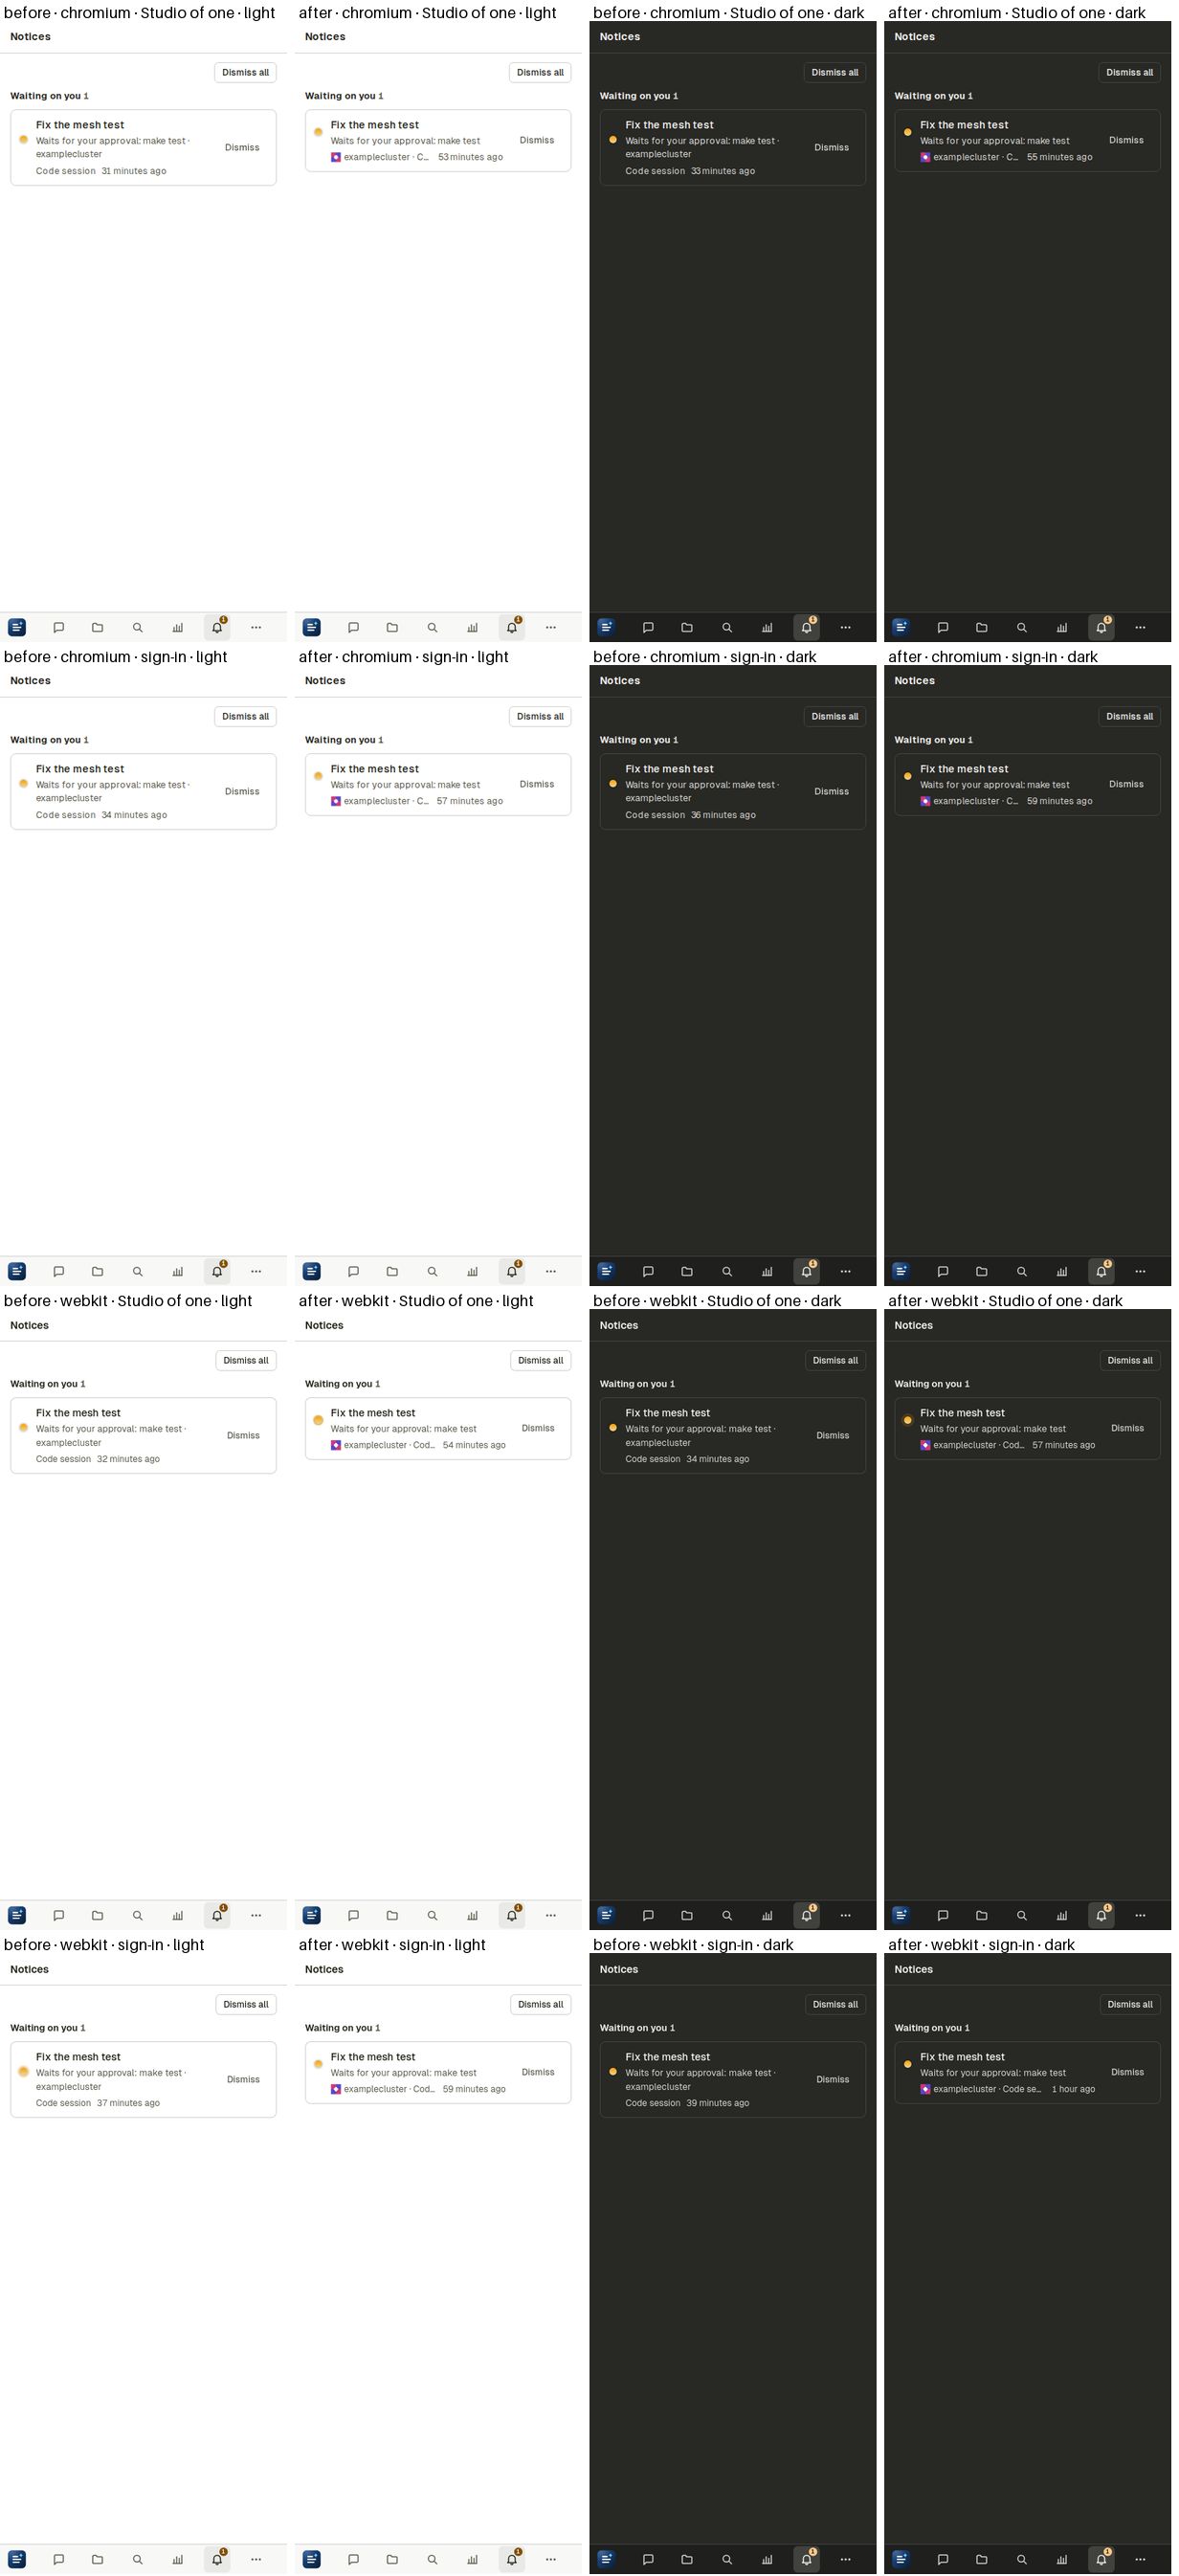 before · chromium · Studio of one · light
Notices
Dismiss all
Waiting on you 1
Fix the mesh test
Waits for your approval: make test ·
examplecluster
Dismiss
Code session 31 minutes ago
1
after · chromium · Studio of one · light
Notices
Dismiss all
Waiting on you 1
Fix the mesh test
Waits for your approval: make test
Dismiss
examplecluster · C... 53 minutes ago
1
before · chromium · Studio of one · dark
Notices
Dismiss all
Waiting on you 1
Fix the mesh test
Waits for your approval: make test ·
examplecluster
Dismiss
Code session 33 minutes ago
1
after · chromium · Studio of one · dark
Notices
Dismiss all
Waiting on you 1
Fix the mesh test
Waits for your approval: make test
Dismiss
examplecluster · C... 55 minutes ago
1
before · chromium · sign-in · light
Notices
Dismiss all
Waiting on you 1
Fix the mesh test
Waits for your approval: make test ·
examplecluster
Dismiss
Code session 34 minutes ago
1
after · chromium · sign-in · light
Notices
Dismiss all
Waiting on you 1
Fix the mesh test
Waits for your approval: make test
Dismiss
examplecluster · C... 57 minutes ago
1
before · chromium · sign-in · dark
Notices
Dismiss all
Waiting on you 1
Fix the mesh test
Waits for your approval: make test ·
examplecluster
Dismiss
Code session 36 minutes ago
1
after · chromium · sign-in · dark
Notices
Dismiss all
Waiting on you 1
Fix the mesh test
Waits for your approval: make test
Dismiss
examplecluster · C... 59 minutes ago
1
before · webkit · Studio of one · light
Notices
Dismiss all
Waiting on you 1
Fix the mesh test
Waits for your approval: make test ·
examplecluster
Dismiss
Code session 32 minutes ago
1
after · webkit · Studio of one · light
Notices
Dismiss all
Waiting on you 1
Fix the mesh test
Waits for your approval: make test
Dismiss
examplecluster · Cod... 54 minutes ago
1
before · webkit · Studio of one · dark
Notices
Dismiss all
Waiting on you 1
Fix the mesh test
Waits for your approval: make test ·
examplecluster
Dismiss
Code session 34 minutes ago
1
after · webkit · Studio of one · dark
Notices
Dismiss all
Waiting on you 1
Fix the mesh test
Waits for your approval: make test
Dismiss
examplecluster · Cod... 57 minutes ago
1
before · webkit · sign-in · light
Notices
Dismiss all
Waiting on you 1
Fix the mesh test
Waits for your approval: make test ·
examplecluster
Dismiss
Code session 37 minutes ago
1
after · webkit · sign-in · light
Notices
Dismiss all
Waiting on you 1
Fix the mesh test
Waits for your approval: make test
Dismiss
examplecluster · Cod... 59 minutes ago
1
before · webkit · sign-in · dark
Notices
Dismiss all
Waiting on you 1
Fix the mesh test
Waits for your approval: make test ·
examplecluster
Dismiss
Code session 39 minutes ago
1
after · webkit · sign-in · dark
Notices
Dismiss all
Waiting on you 1
Fix the mesh test
Waits for your approval: make test
Dismiss
examplecluster · Code se... 1 hour ago
1